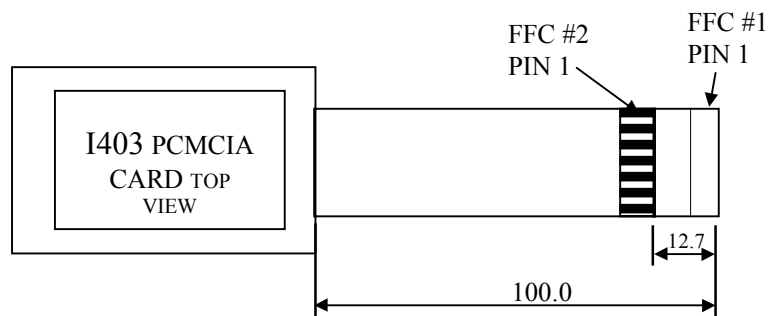 FFC #2
PIN 1
FFC #1
PIN 1
I403 PCMCIA
CARD TOP
VIEW
12.7
100.0